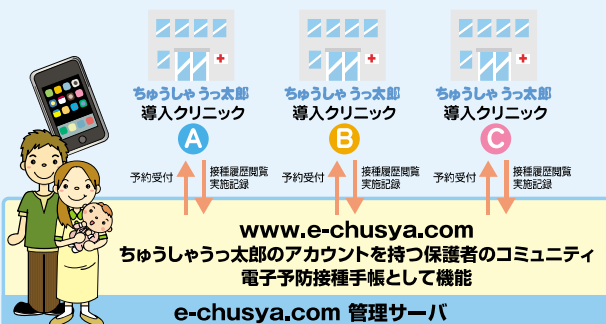 ちゅうしゃ うっ太郎
導入クリニック
A
予約受付
接種履歴閲覧
実施記録
ちゅうしゃ うっ太郎
導入クリニック
B
予約受付
接種履歴閲覧
実施記録
ちゅうしゃ うっ太郎
導入クリニック
C
予約受付
接種履歴閲覧
実施記録
www.e-chusya.com
ちゅうしゃうっ太郎のアカウントを持つ保護者のコミュニティ
電子予防接種手帳として機能
e-chusya.com 管理サーバ